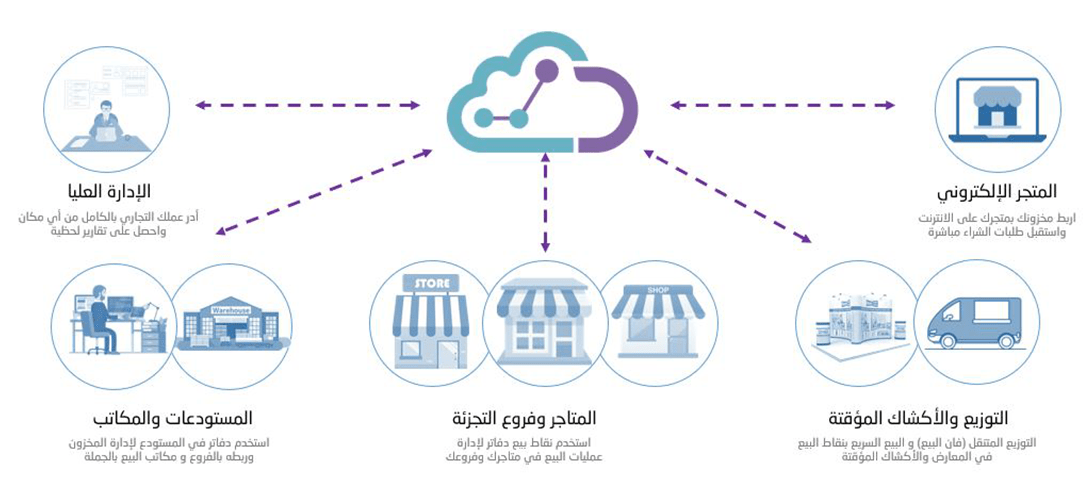 المتجر الإلكتروني
اربط مخزونك بمتجرك على الانترنت
واستقبل طلبات الشراء مباشرة
الإدارة العليا
أدر عملك التجاري بالكامل من أي مكان
واحصل على تقارير لحظية
SHOP
STORE
Warehouse
التوزيع والأكشاك المؤقتة
التوزيع المتنقل (فان البيع) و البيع السريع بنقاط البيع
في المعارض والأكشاك المؤقتة
المتاجر وفروع التجزئة
استخدم نقاط بيع دفاتر لإدارة
عمليات البيع في متاجرك وفروعك
المستودعات والمكاتب
استخدم دفاتر في المستودع لإدارة المخزون
وربطه بالفروع و مكاتب البيع بالجملة